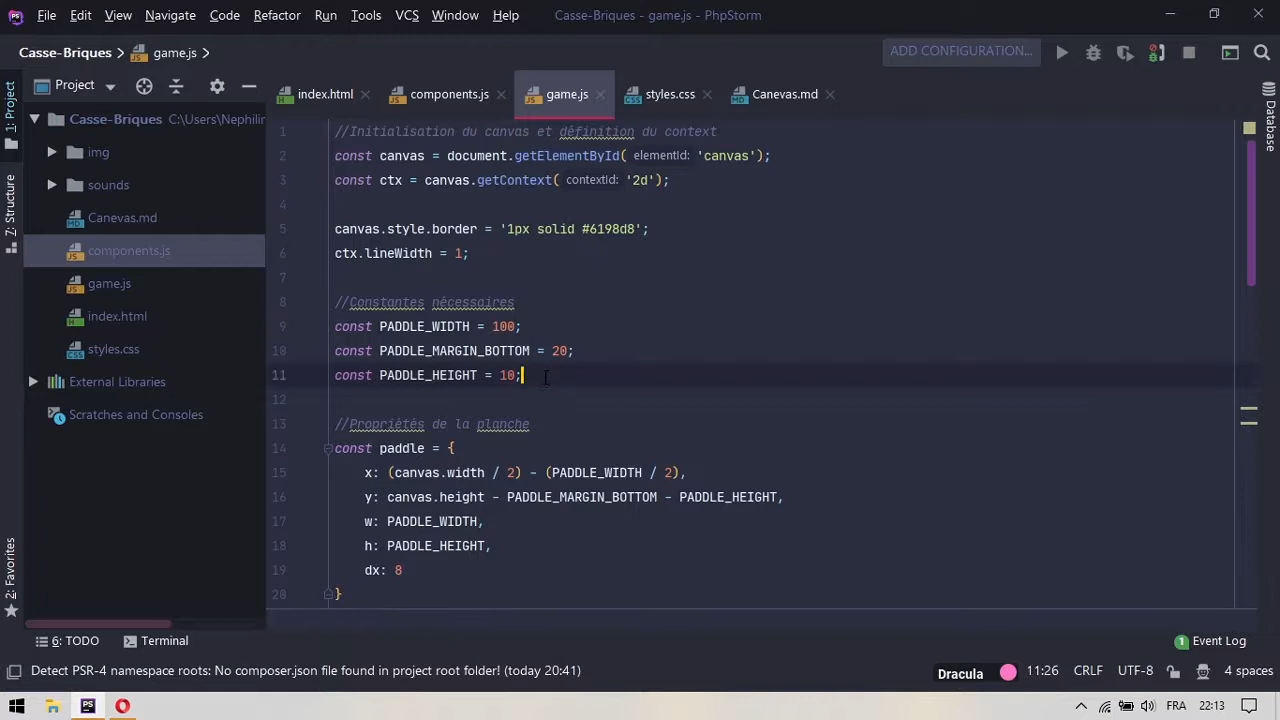 File Edit View Navigate Code Refactor Run Tools VCS Window Help Casse-Briques - game.js - PhpStorm
Casse-Briques game.js ADD CONFIGURATION...
1: Project
Z: Structure
2: Favorites
Project
Casse-Briques C:\Users\Nephilin
img
sounds
Canevas.md
components.js
game.js
index.html
styles.css
External Libraries
Scratches and Consoles
index.html components.js game.js styles.css Canevas.md
1 //Initialisation du canvas et définition du context
2 const canvas = document.getElementById( elementId: 'canvas');
3 const ctx = canvas.getContext( contextId: '2d');
4
5 canvas.style.border = '1px solid #6198d8';
6 ctx.lineWidth = 1;
7
8 //Constantes nécessaires
9 const PADDLE_WIDTH = 100;
10 const PADDLE_MARGIN_BOTTOM = 20;
11 const PADDLE_HEIGHT = 10;
12
13 //Propriétés de la planche
14 const paddle = {
15 x: (canvas.width / 2) - (PADDLE_WIDTH / 2),
16 y: canvas.height - PADDLE_MARGIN_BOTTOM - PADDLE_HEIGHT,
17 w: PADDLE_WIDTH,
18 h: PADDLE_HEIGHT,
19 dx: 8
20 }
Database
6: TODO Terminal 1 Event Log
Detect PSR-4 namespace roots: No composer.json file found in project root folder! (today 20:41) Dracula 11:26 CRLF UTF-8 4 spaces
PS FRA 22:13